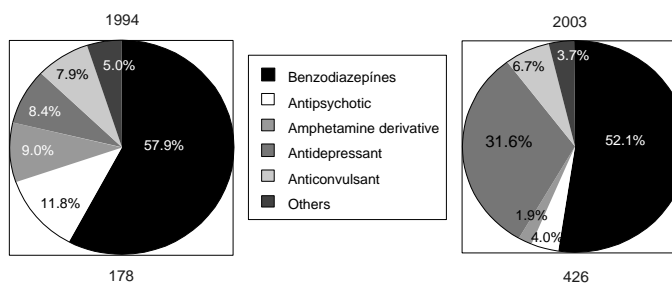 1994
5.0%
7.9%
8.4%
9.0%
11.8%
57.9%
178
Benzodiazepínes
Antipsychotic
Amphetamine derivative
Antidepressant
Anticonvulsant
Others
2003
3.7%
6.7%
31.6%
52.1%
1.9%
4.0%
426